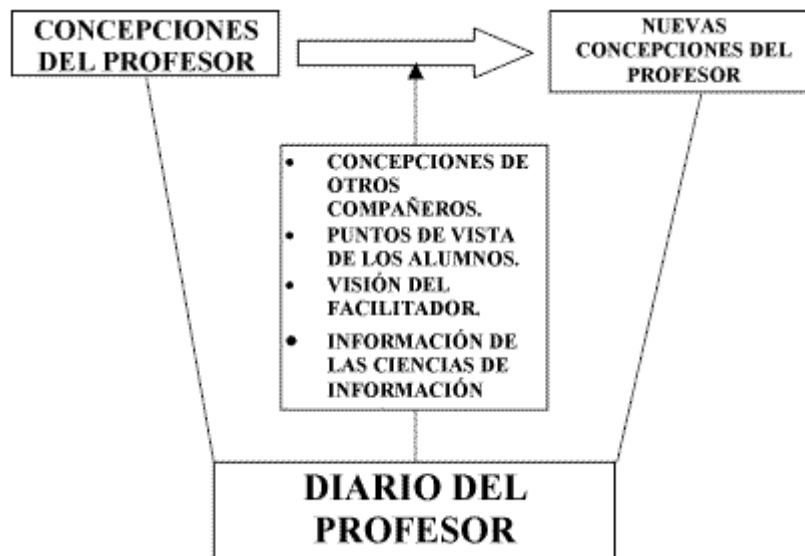 CONCEPCIONES
DEL PROFESOR
NUEVAS
CONCEPCIONES DEL
PROFESOR
• CONCEPCIONES DE
OTROS
COMPAÑEROS.
• PUNTOS DE VISTA
DE LOS ALUMNOS.
• VISIÓN DEL
FACILITADOR.
• INFORMACIÓN DE
LAS CIENCIAS DE
INFORMACIÓN
DIARIO DEL
PROFESOR